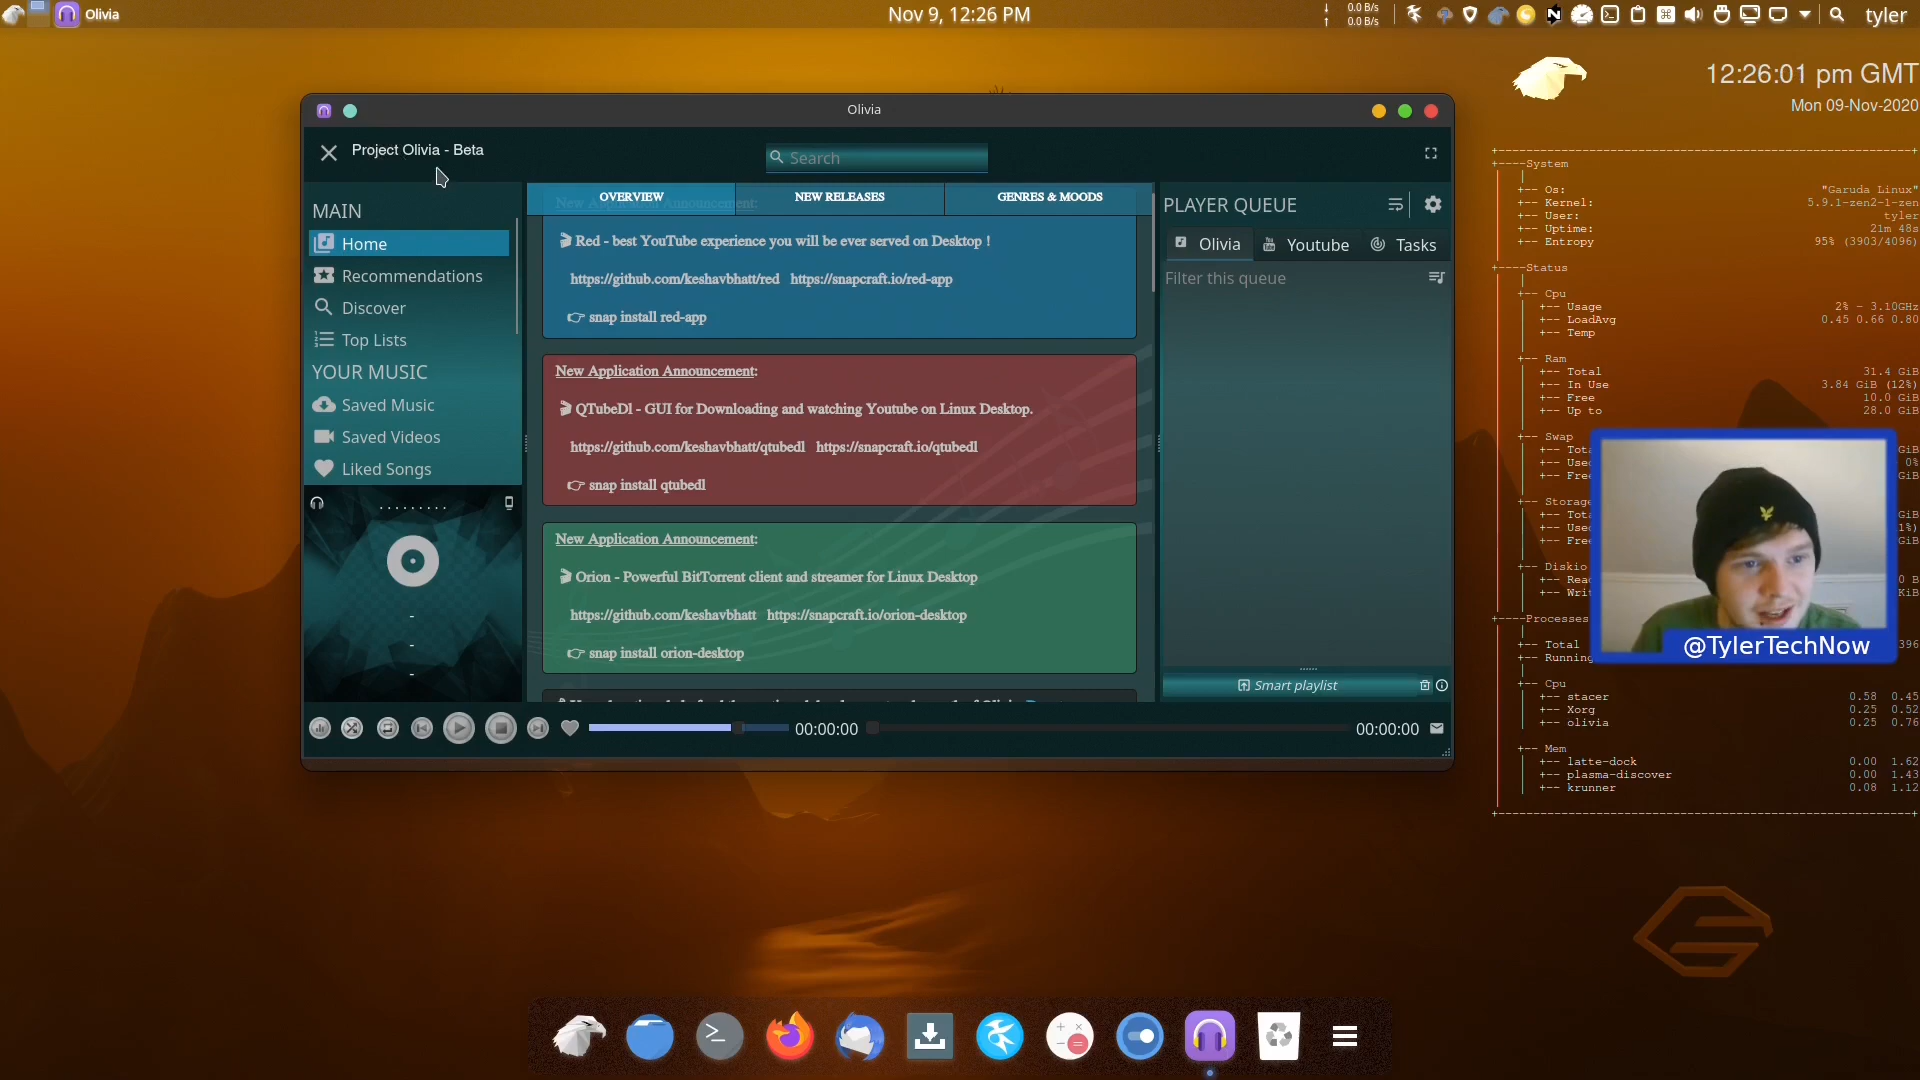 Olivia
Nov 9, 12:26 PM
0.0 B/s
0.0 B/s
tyler
12:26:01 pm GMT
Mon 09-Nov-2020
Olivia
Project Olivia - Beta
Search
MAIN
Home
Recommendations
Discover
Top Lists
YOUR MUSIC
Saved Music
Saved Videos
Liked Songs
OVERVIEW
NEW RELEASES
GENRES & MOODS
New Application Announcement:
Red - best YouTube experience you will be ever served on Desktop !
https://github.com/keshavbhatt/red https://snapcraft.io/red-app
snap install red-app
New Application Announcement:
QTubeDl - GUI for Downloading and watching Youtube on Linux Desktop.
https://github.com/keshavbhatt/qtubedl https://snapcraft.io/qtubedl
snap install qtubedl
New Application Announcement:
Orion - Powerful BitTorrent client and streamer for Linux Desktop
https://github.com/keshavbhatt https://snapcraft.io/orion-desktop
snap install orion-desktop
PLAYER QUEUE
Olivia
Youtube
Tasks
Filter this queue
Smart playlist
00:00:00
00:00:00
System
Os: "Garuda Linux"
Kernel: 5.9.1-zen2-1-zen
User: tyler
Uptime: 21m 48s
Entropy 95% (3903/4096)
Status
Cpu
Usage 2% - 3.10GHz
LoadAvg 0.45 0.66 0.80
Temp
Ram
Total 31.4 GiB
In Use 3.84 GiB (12%)
Free 10.0 GiB
Up to 28.0 GiB
Swap
GiB
0%
GiB
Storage
GiB
1%)
GiB
Diskio
0 B
KiB
@TylerTechNow
Processes
Total 396
Running
Cpu
stacer 0.58 0.45
Xorg 0.25 0.52
olivia 0.25 0.76
Mem
latte-dock 0.00 1.62
plasma-discover 0.00 1.43
krunner 0.08 1.12